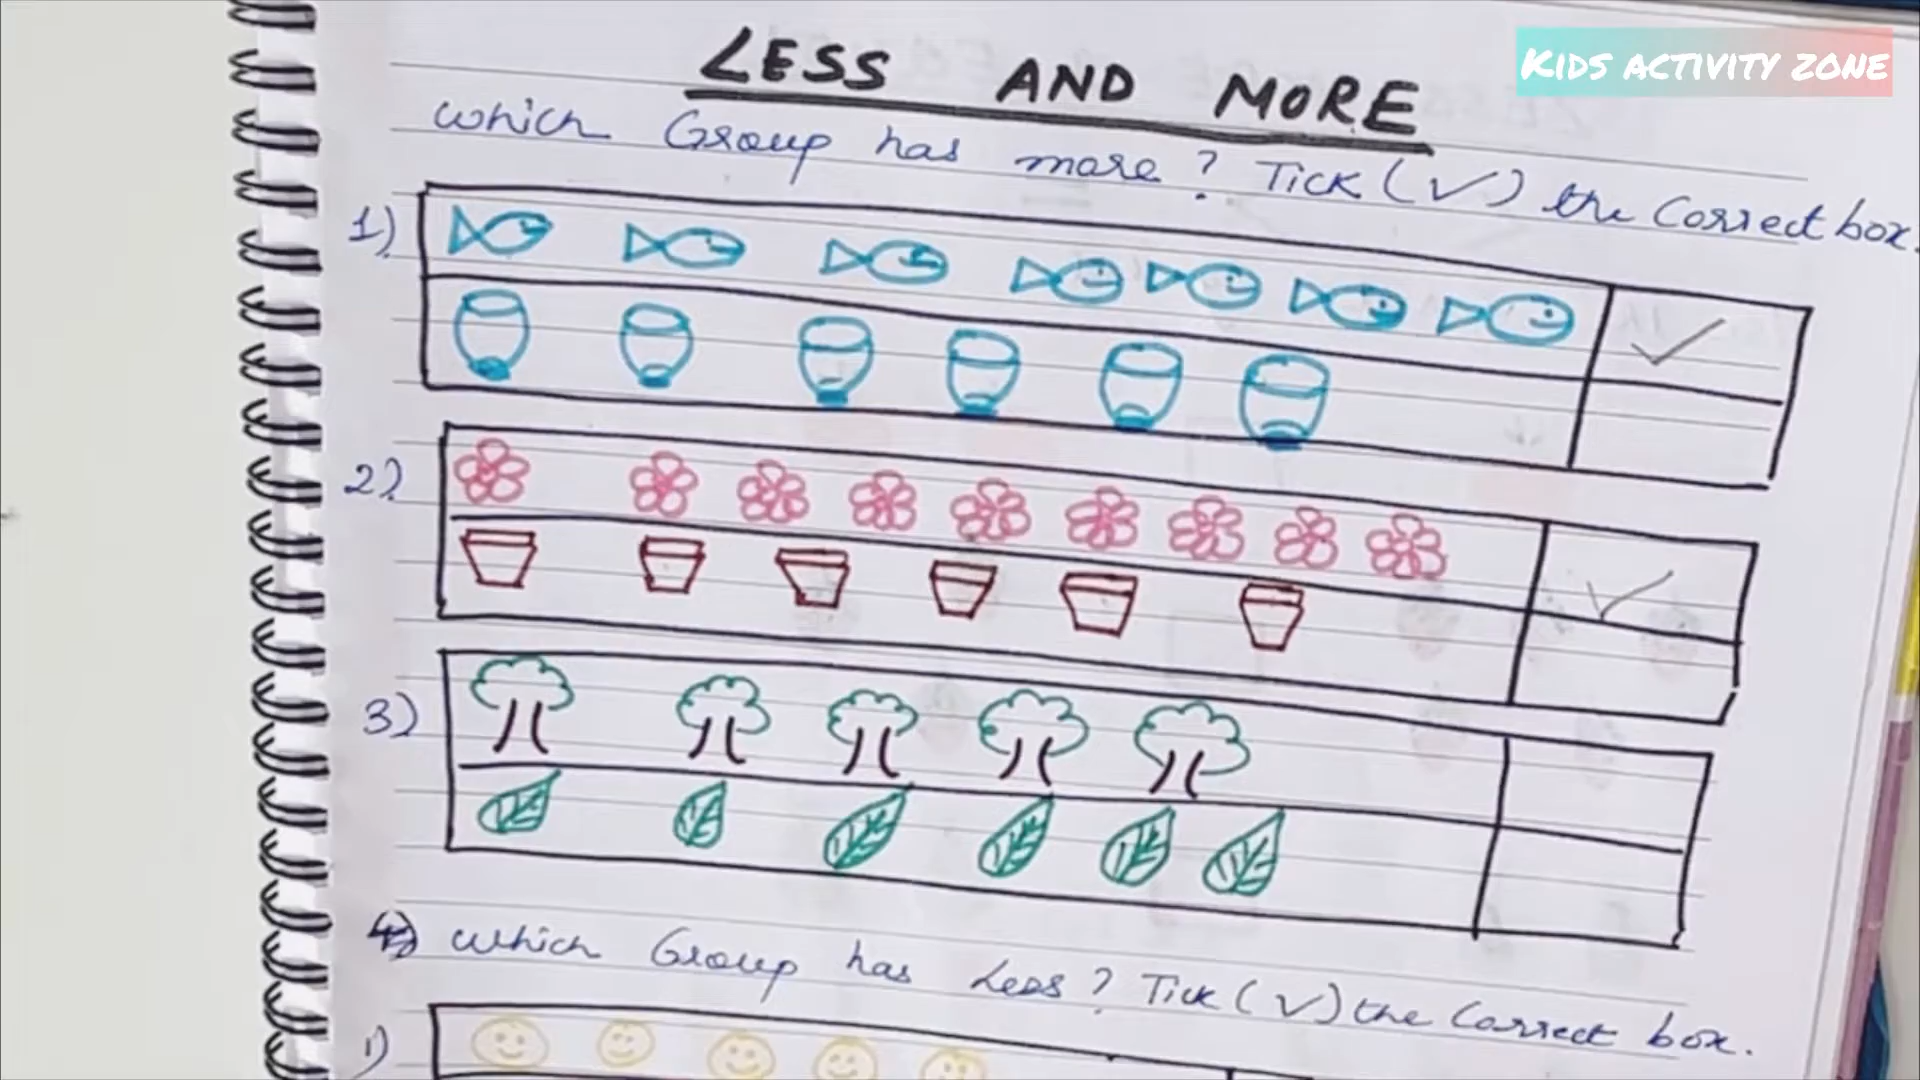 KIDS ACTIVITY ZONE
LESS AND MORE
which Group has more? Tick (✓) the Correct box.
1)
2)
3)
which Group has Less? Tick (✓) the Correct box.
1)